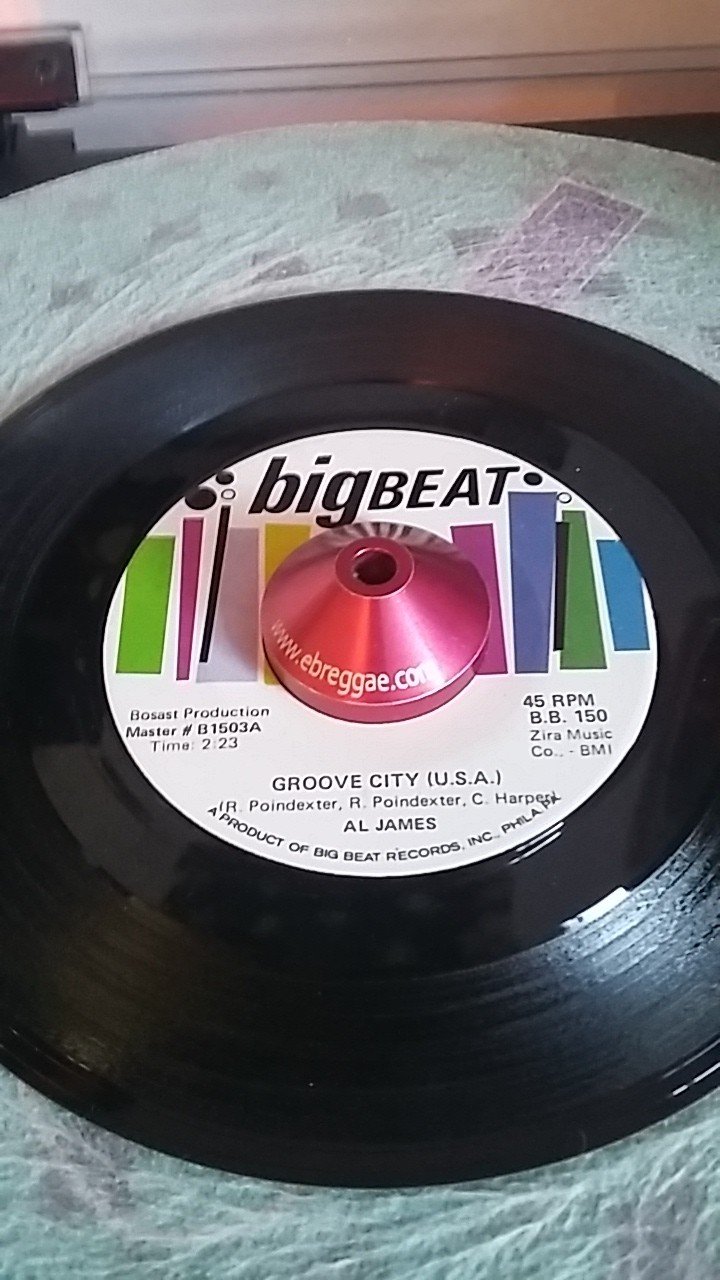 bigBEAT
www.ebreggae.com
Bosast Production
Master # B1503A
Time: 2:23
45 RPM
B.B. 150
Zira Music
Co., - BMI
GROOVE CITY (U.S.A.)
(R. Poindexter, R. Poindexter, C. Harper)
AL JAMES
A PRODUCT OF BIG BEAT RECORDS, INC., PHILA. PA.